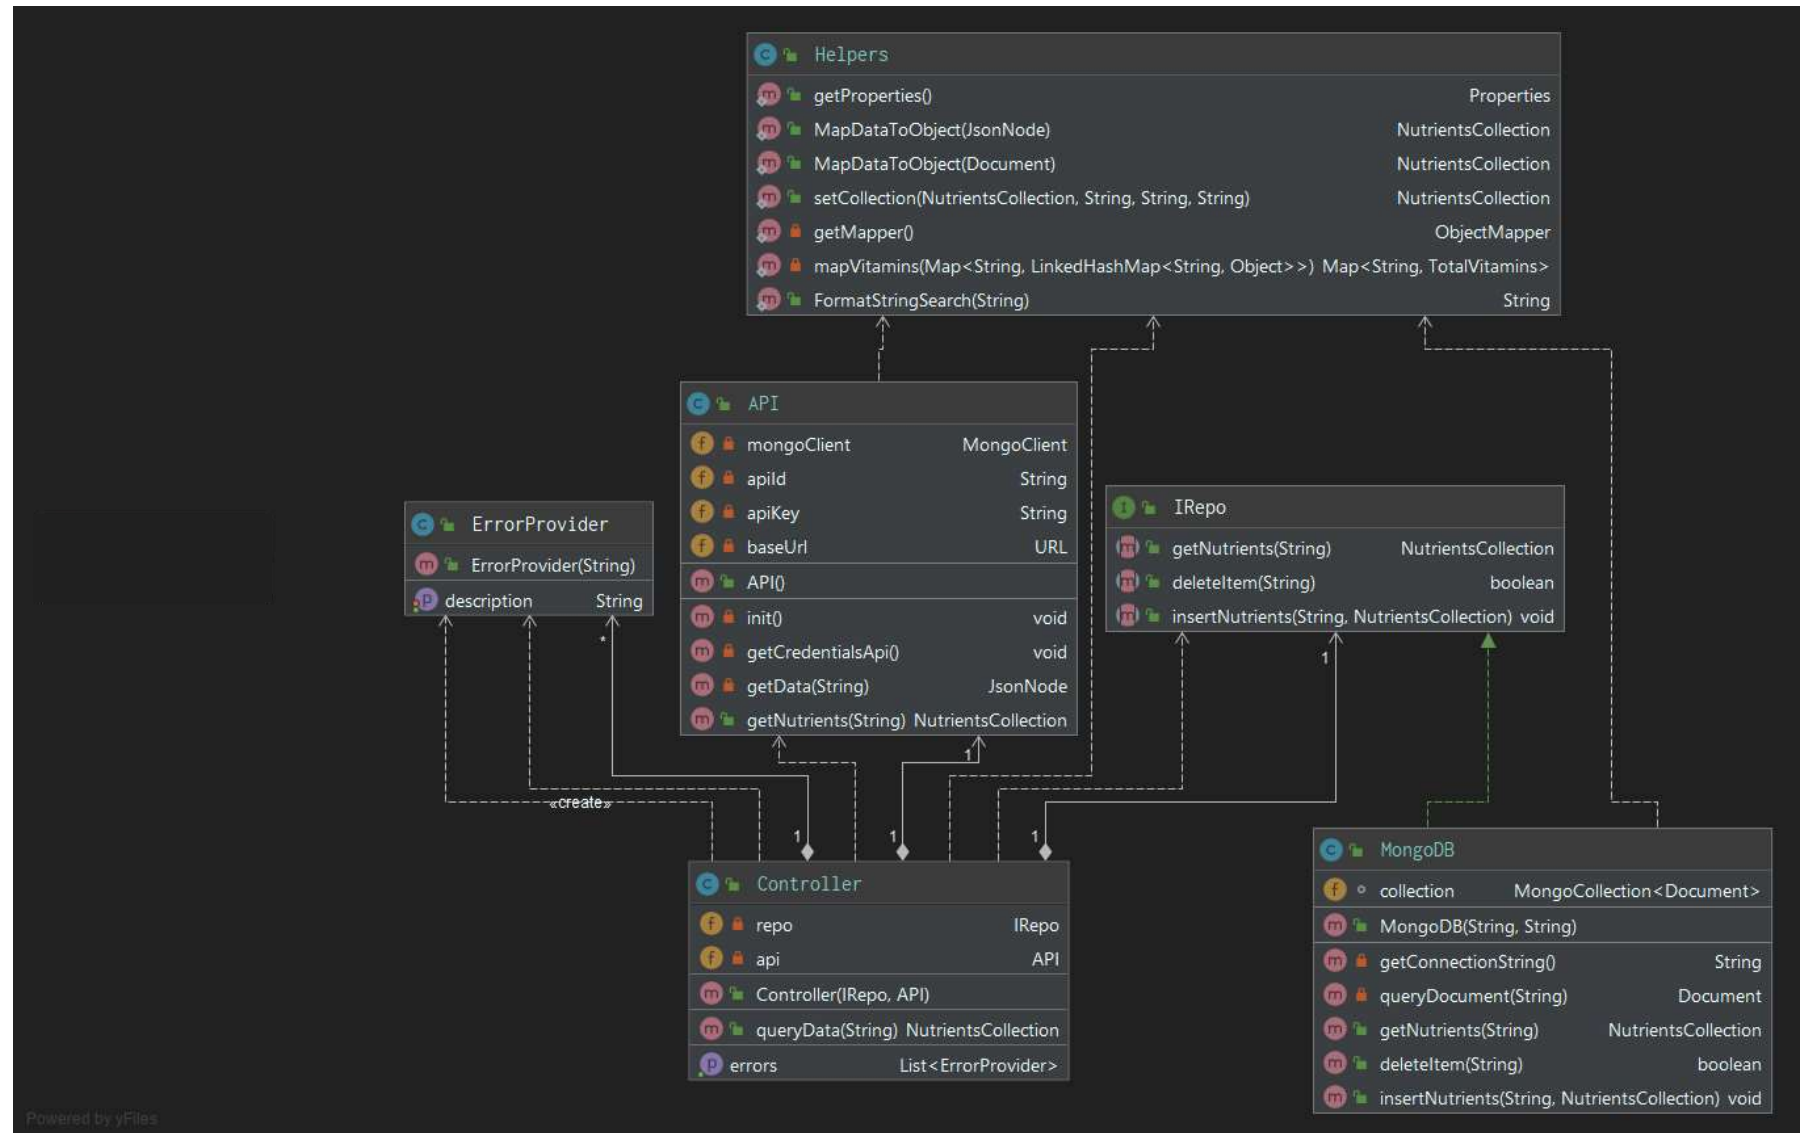 Helpers
getProperties() Properties
MapDataToObject(JsonNode) NutrientsCollection
MapDataToObject(Document) NutrientsCollection
setCollection(NutrientsCollection, String, String, String) NutrientsCollection
getMapper() ObjectMapper
mapVitamins(Map<String, LinkedHashMap<String, Object>>) Map<String, TotalVitamins>
FormatStringSearch(String) String
API
mongoClient MongoClient
apiId String
apiKey String
baseUrl URL
API()
init() void
getCredentialsApi() void
getData(String) JsonNode
getNutrients(String) NutrientsCollection
ErrorProvider
ErrorProvider(String)
description String
IRepo
getNutrients(String) NutrientsCollection
deleteItem(String) boolean
insertNutrients(String, NutrientsCollection) void
*
1
1
«create»
1
1
1
Controller
repo IRepo
api API
Controller(IRepo, API)
queryData(String) NutrientsCollection
errors List<ErrorProvider>
MongoDB
collection MongoCollection<Document>
MongoDB(String, String)
getConnectionString() String
queryDocument(String) Document
getNutrients(String) NutrientsCollection
deleteItem(String) boolean
insertNutrients(String, NutrientsCollection) void
Powered by yFiles